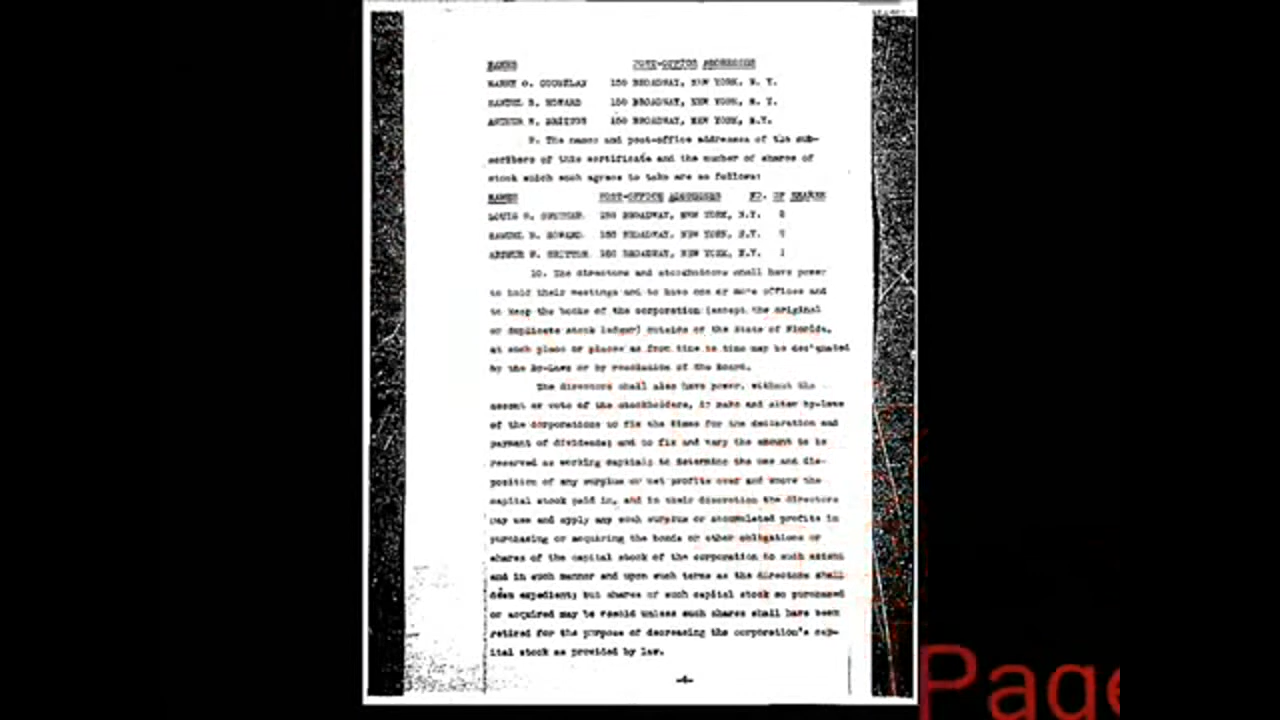 NAMES POST-OFFICE ADDRESSES
HARRY O. COUGHLAN 150 BROADWAY, NEW YORK, N. Y.
SAMUEL B. HOWARD 150 BROADWAY, NEW YORK, N. Y.
ARTHUR W. BRITTON 150 BROADWAY, NEW YORK, N.Y.
9. The names and post-office addresses of the sub-
scribers of this certificate and the number of shares of
stock which each agrees to take are as follows:
NAMES POST-OFFICE ADDRESSES NO. OF SHARES
LOUIS 150 BROADWAY, NEW YORK, N.Y.
SAMUEL B. HOWARD 150 BROADWAY, NEW YORK, N.Y.
ARTHUR W. BRITTON 150 BROADWAY, NEW YORK, N.Y. 1
10. The directors and stockholders shall have power
to hold their meetings and to have one or more offices and
to keep the books of the corporation (except the original
or duplicate stock ledger) outside of the State of Florida,
at such place or places as from time to time may be designated
by the By-Laws or by resolution of the Board.
The directors shall also have power, without the
assent or vote of the stockholders, to make and alter by-laws
of the corporation; to fix the times for the declaration and
payment of dividends; and to fix and vary the amount to be
reserved as working capital; to determine the use and dis-
position of any surplus or net profits over and above the
capital stock paid in, and in their discretion the directors
may use and apply any such surplus or accumulated profits in
purchasing or acquiring the bonds or other obligations or
shares of the capital stock of the corporation to such extent
and in such manner and upon such terms as the directors shall
deem expedient; but shares of such capital stock so purchased
or acquired may be resold unless such shares shall have been
retired for the purpose of decreasing the corporation's cap-
ital stock as provided by law.
-4-
Page